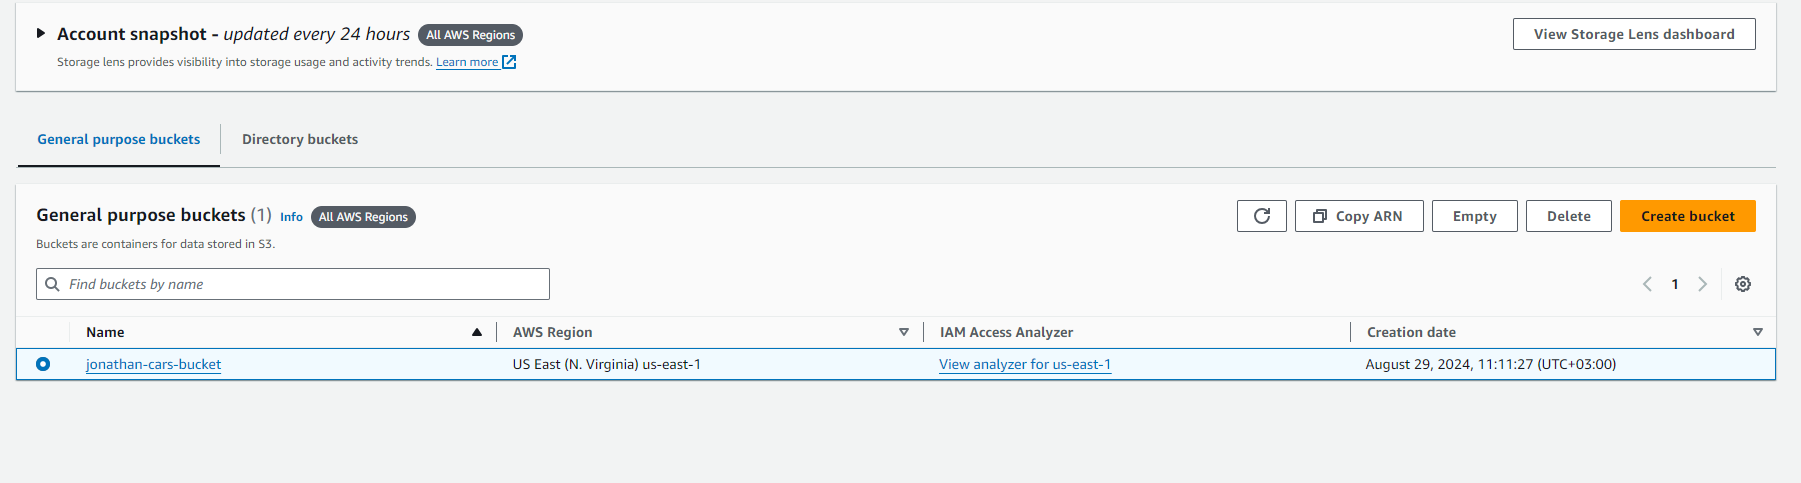 Account snapshot - updated every 24 hours All AWS Regions View Storage Lens dashboard
Storage lens provides visibility into storage usage and activity trends. Learn more
General purpose buckets Directory buckets
General purpose buckets (1) Info All AWS Regions Copy ARN Empty Delete Create bucket
Buckets are containers for data stored in S3.
Find buckets by name 1
Name AWS Region IAM Access Analyzer Creation date
jonathan-cars-bucket US East (N. Virginia) us-east-1 View analyzer for us-east-1 August 29, 2024, 11:11:27 (UTC+03:00)